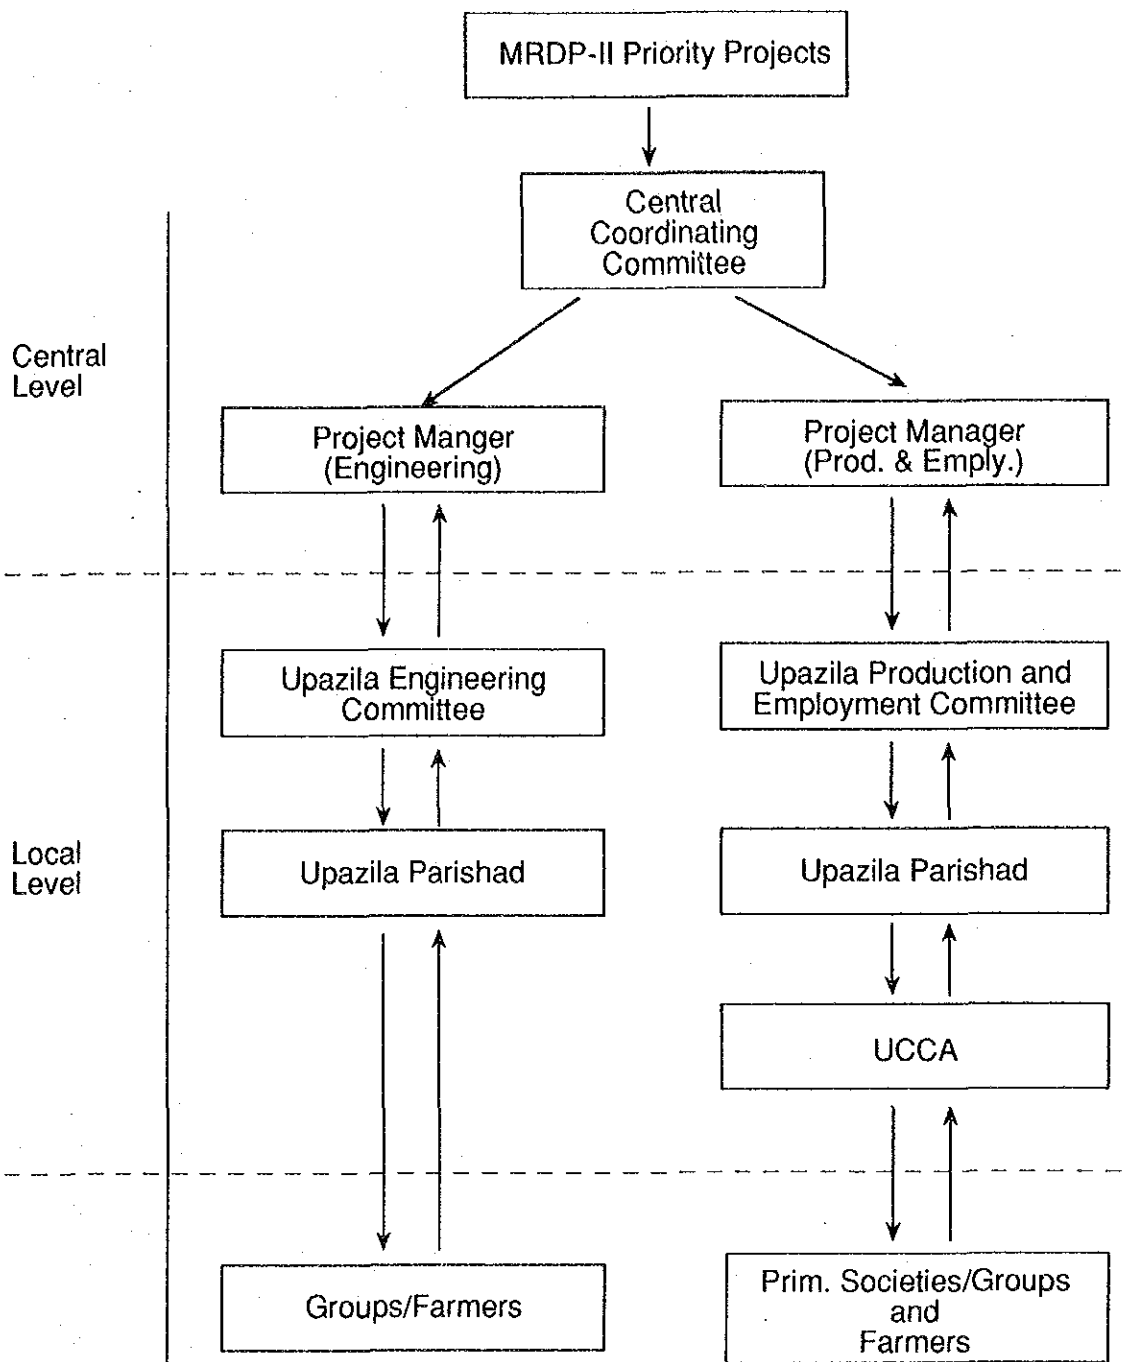 MRDP-II Priority Projects
Central
Coordinating
Committee
Central
Level
Project Manger
(Engineering)
Project Manager
(Prod. & Emply.)
Upazila Engineering
Committee
Upazila Production and
Employment Committee
Local
Level
Upazila Parishad
Upazila Parishad
UCCA
Groups/Farmers
Prim. Societies/Groups
and
Farmers